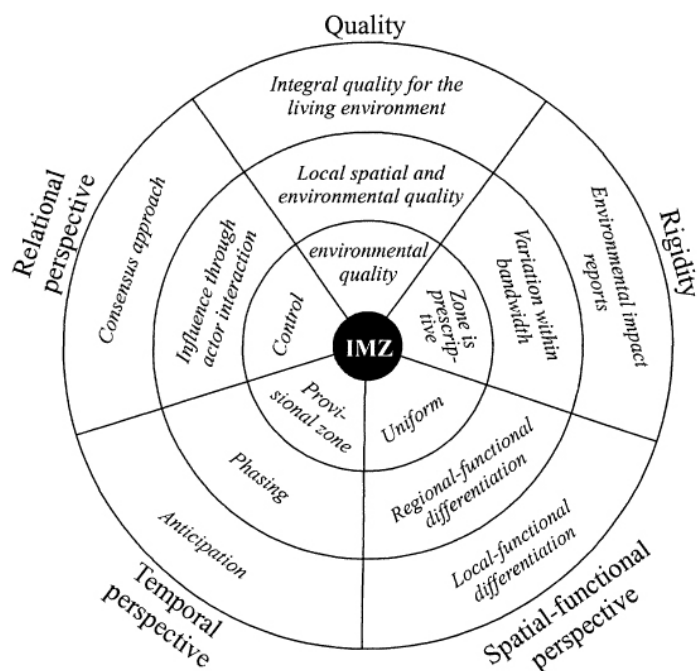 Quality
Integral quality for the
living environment
Local spatial and
environmental quality
environmental
quality
Relational
perspective
Consensus approach
Influence through
actor interaction
Control
IMZ
Zone is
prescrip-
tive
Variation within
bandwidth
Environmental impact
reports
Rigidity
Provi-
sional zone
Phasing
Anticipation
Temporal
perspective
Uniform
Regional-functional
differentiation
Local-functional
differentiation
Spatial-functional
perspective